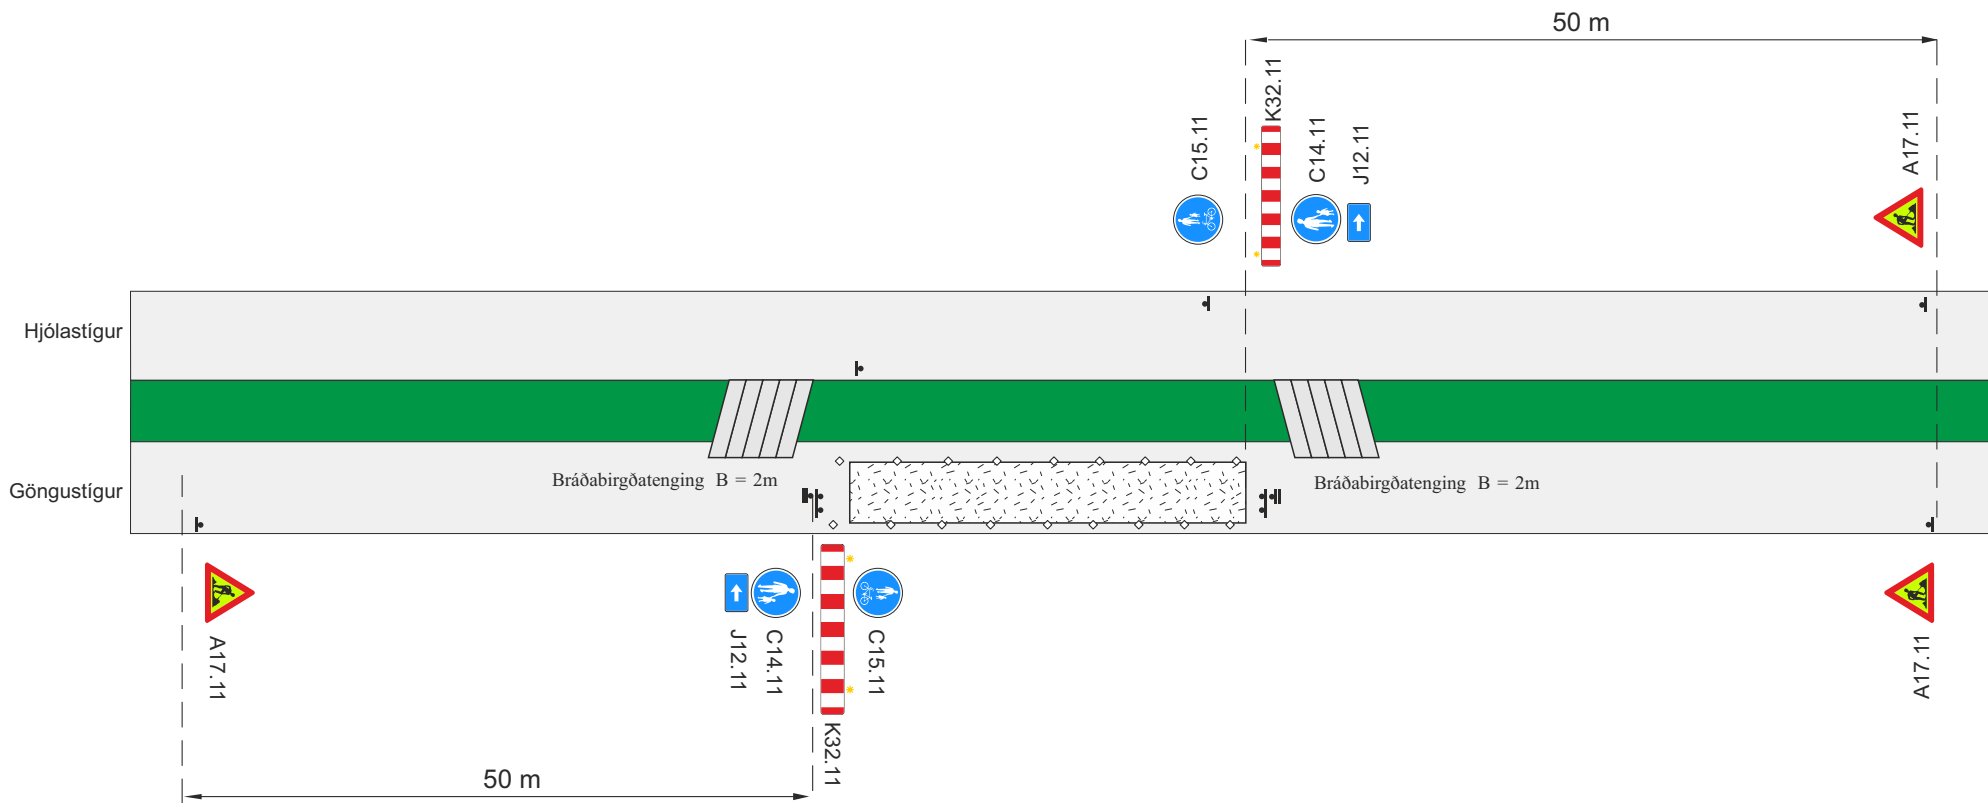 50 m
K32.11
C15.11
C14.11
J12.11
A17.11
Hjólastígur
Bráðabirgðatenging B = 2m
Bráðabirgðatenging B = 2m
Göngustígur
A17.11
J12.11
C14.11
C15.11
A17.11
K32.11
50 m